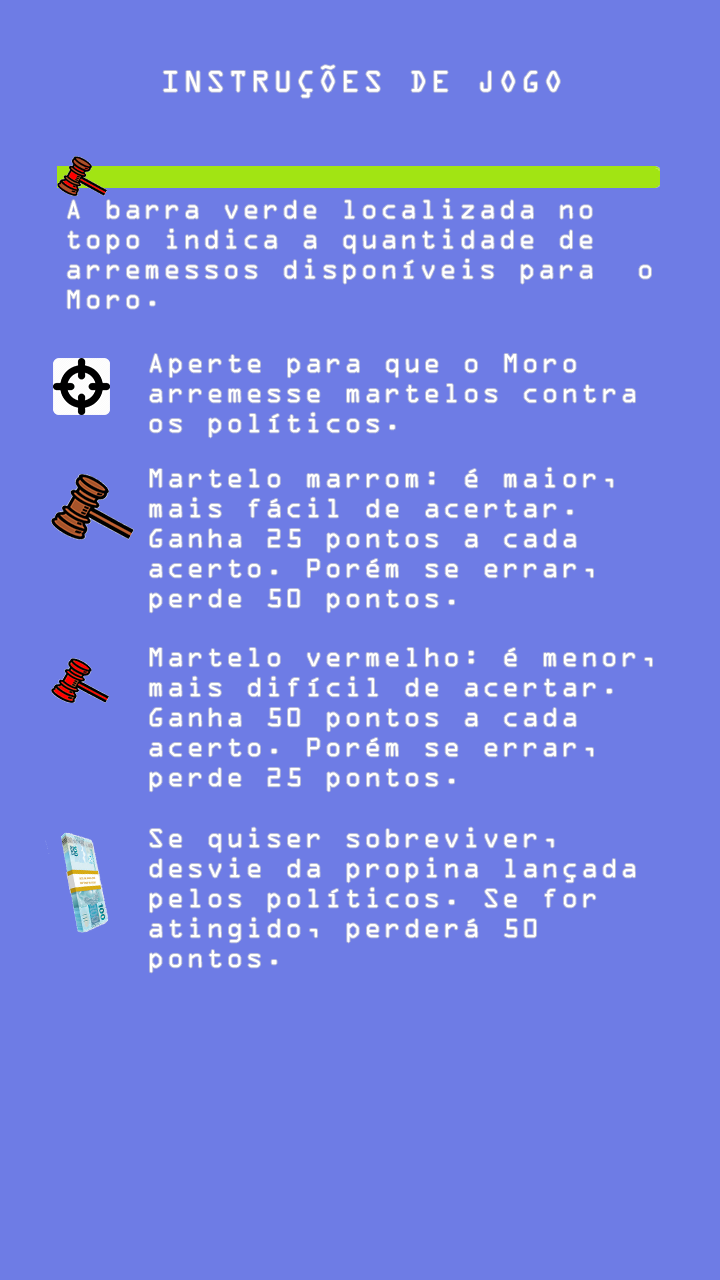 INSTRUÇÕES DE JOGO
A barra verde localizada no
topo indica a quantidade de
arremessos disponíveis para o
Moro.
Aperte para que o Moro
arremesse martelos contra
os políticos.
Martelo marrom: é maior,
mais fácil de acertar.
Ganha 25 pontos a cada
acerto. Porém se errar,
perde 50 pontos.
Martelo vermelho: é menor,
mais difícil de acertar.
Ganha 50 pontos a cada
acerto. Porém se errar,
perde 25 pontos.
Se quiser sobreviver,
desvie da propina lançada
pelos políticos. Se for
atingido, perderá 50
pontos.
100